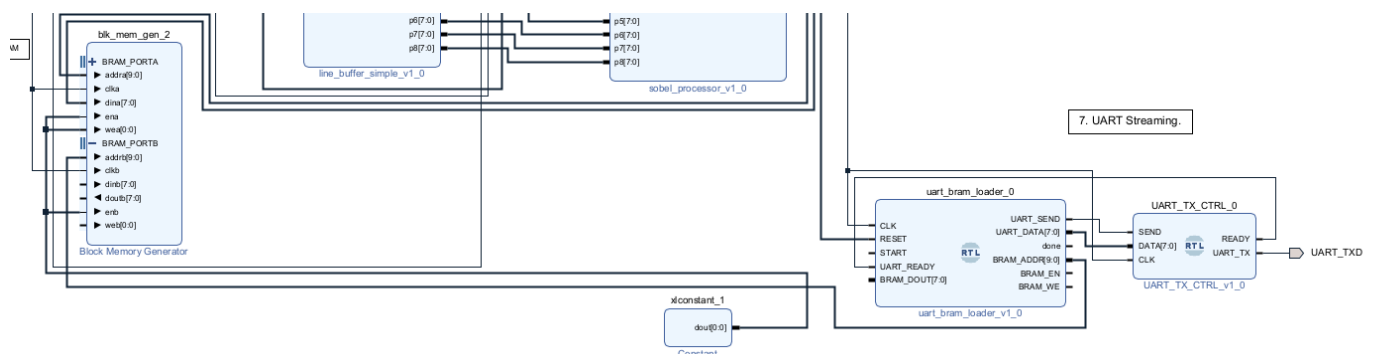 AM
blk_mem_gen_2
BRAM_PORTA
addra[9:0]
clka
dina[7:0]
ena
wea[0:0]
BRAM_PORTB
addrb[9:0]
clkb
dinb[7:0]
doutb[7:0]
enb
web[0:0]
Block Memory Generator
p6[7:0]
p7[7:0]
p8[7:0]
line_buffer_simple_v1_0
p5[7:0]
p6[7:0]
p7[7:0]
p8[7:0]
sobel_processor_v1_0
7. UART Streaming.
uart_bram_loader_0
CLK
RESET
START
UART_READY
BRAM_DOUT[7:0]
RTL
UART_SEND
UART_DATA[7:0]
done
BRAM_ADDR[9:0]
BRAM_EN
BRAM_WE
uart_bram_loader_v1_0
UART_TX_CTRL_0
SEND
DATA[7:0]
CLK
RTL
READY
UART_TX
UART_TX_CTRL_v1_0
UART_TXD
xlconstant_1
dout[0:0]
Constant